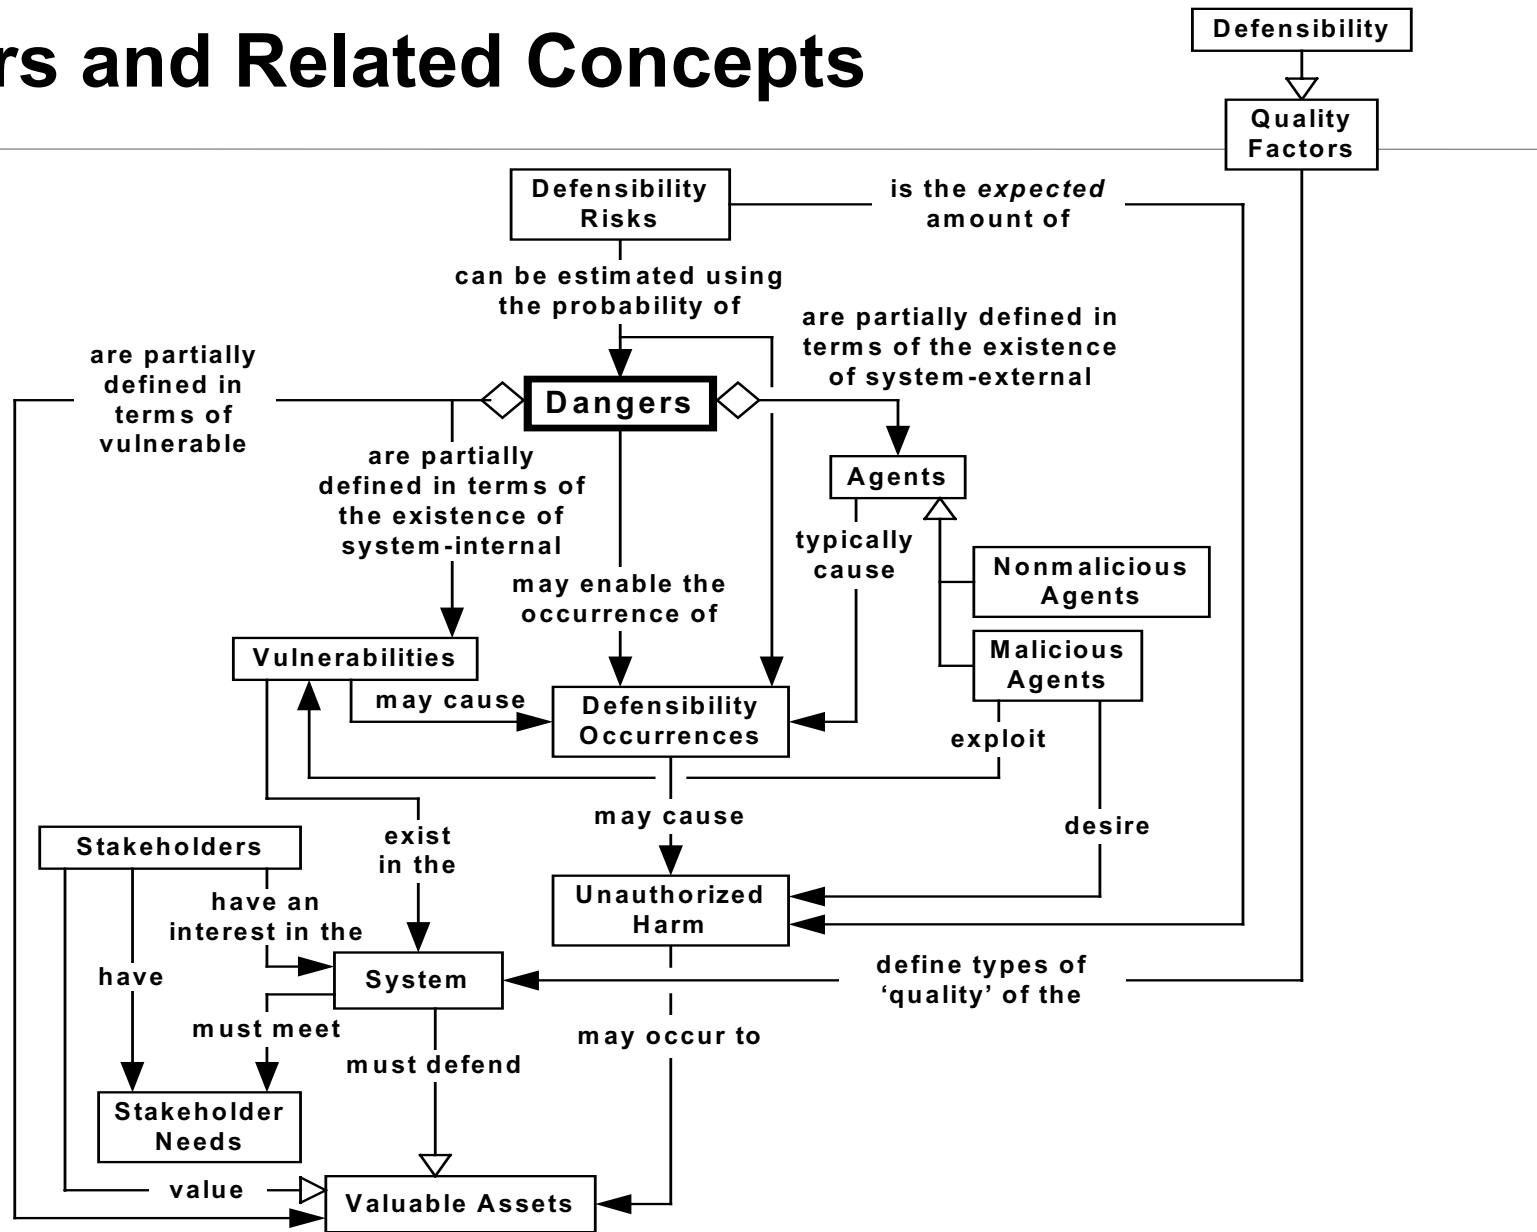 rs and Related Concepts
Defensibility
Quality
Factors
Defensibility
Risks
is the expected
amount of
can be estimated using
the probability of
are partially defined in
terms of the existence
of system-external
are partially
defined in
terms of
vulnerable
Dangers
are partially
defined in terms of
the existence of
system-internal
Agents
typically
cause
Nonmalicious
Agents
may enable the
occurrence of
Vulnerabilities
Malicious
Agents
may cause
Defensibility
Occurrences
exploit
may cause
desire
Stakeholders
exist
in the
have an
interest in the
Unauthorized
Harm
have
System
define types of
‘quality’ of the
must meet
may occur to
must defend
Stakeholder
Needs
value
Valuable Assets